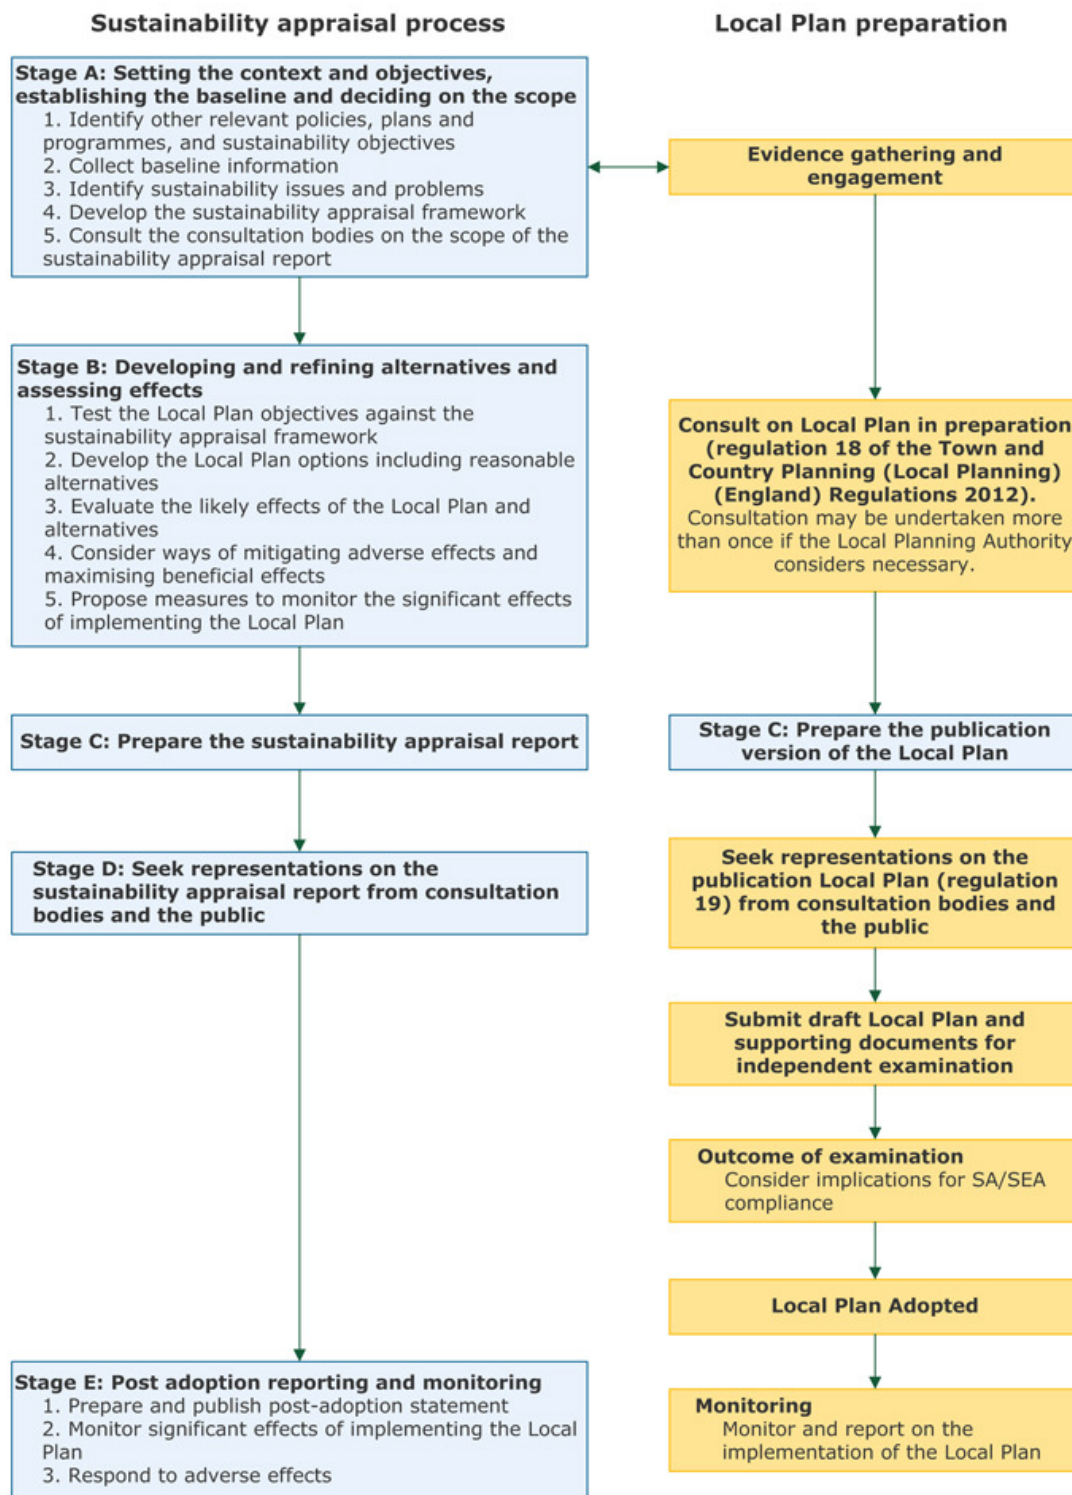 Sustainability appraisal process
Local Plan preparation
Stage A: Setting the context and objectives,
establishing the baseline and deciding on the scope
1. Identify other relevant policies, plans and
programmes, and sustainability objectives
2. Collect baseline information
3. Identify sustainability issues and problems
4. Develop the sustainability appraisal framework
5. Consult the consultation bodies on the scope of the
sustainability appraisal report
Evidence gathering and
engagement
Stage B: Developing and refining alternatives and
assessing effects
1. Test the Local Plan objectives against the
sustainability appraisal framework
2. Develop the Local Plan options including reasonable
alternatives
3. Evaluate the likely effects of the Local Plan and
alternatives
4. Consider ways of mitigating adverse effects and
maximising beneficial effects
5. Propose measures to monitor the significant effects
of implementing the Local Plan
Consult on Local Plan in preparation
(regulation 18 of the Town and
Country Planning (Local Planning)
(England) Regulations 2012).
Consultation may be undertaken more
than once if the Local Planning Authority
considers necessary.
Stage C: Prepare the sustainability appraisal report
Stage C: Prepare the publication
version of the Local Plan
Stage D: Seek representations on the
sustainability appraisal report from consultation
bodies and the public
Seek representations on the
publication Local Plan (regulation
19) from consultation bodies and
the public
Submit draft Local Plan and
supporting documents for
independent examination
Outcome of examination
Consider implications for SA/SEA
compliance
Local Plan Adopted
Stage E: Post adoption reporting and monitoring
1. Prepare and publish post-adoption statement
2. Monitor significant effects of implementing the Local
Plan
3. Respond to adverse effects
Monitoring
Monitor and report on the
implementation of the Local Plan